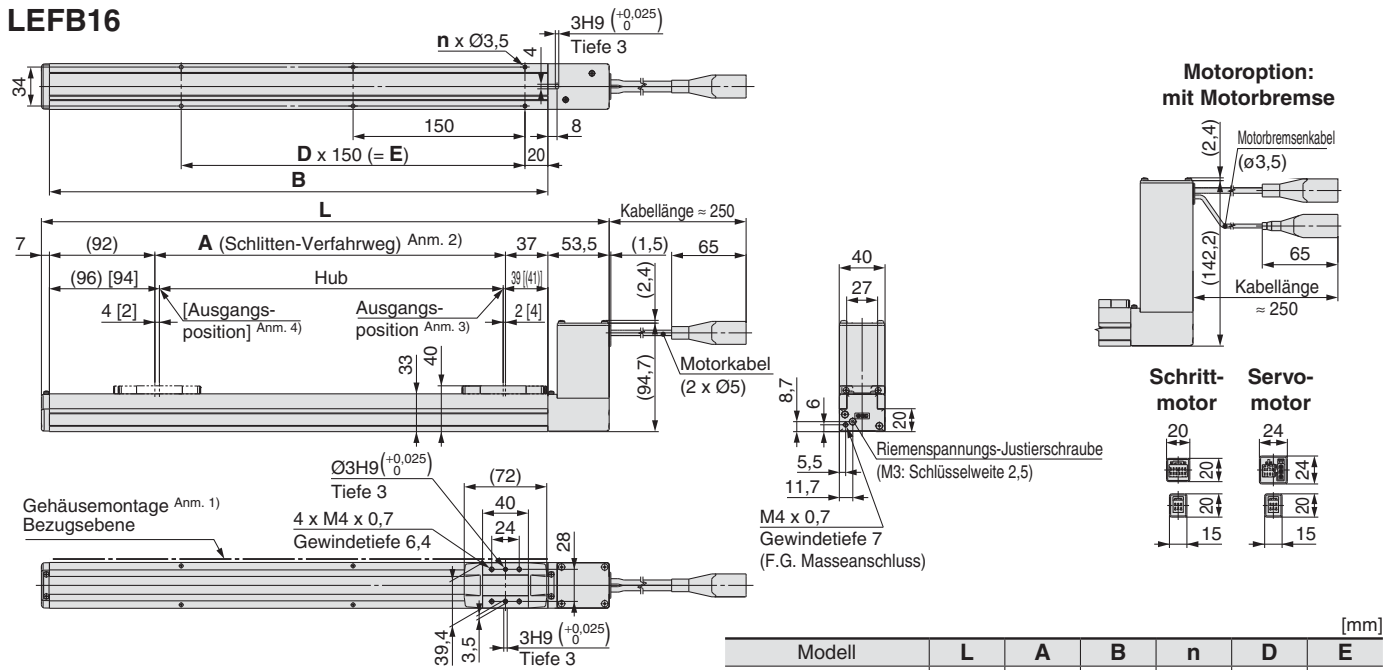 LEFB16
n x Ø3,5
3H9 (+0,025 0)
Tiefe 3
4
34
150
8
D x 150 (= E)
20
B
L
Kabellänge ≈ 250
7
(92)
A (Schlitten-Verfahrweg) Anm. 2)
37
53,5
(1,5)
65
(96) [94]
Hub
39 [(41)]
(2,4)
4 [2]
[Ausgangs-
position] Anm. 4)
Ausgangs-
position Anm. 3)
2 [4]
33
40
(94,7)
Motorkabel
(2 x Ø5)
40
27
8,7
6
20
5,5
11,7
Riemenspannungs-Justierschraube
(M3: Schlüsselweite 2,5)
M4 x 0,7
Gewindetiefe 7
(F.G. Masseanschluss)
Motoroption:
mit Motorbremse
(2,4)
Motorbremsenkabel
(ø3,5)
(142,2)
65
Kabellänge
≈ 250
Schritt-
motor
Servo-
motor
20
20
20
15
24
24
20
15
Gehäusemontage Anm. 1)
Bezugsebene
Ø3H9 (+0,025 0)
Tiefe 3
4 x M4 x 0,7
Gewindetiefe 6,4
(72)
40
24
28
39,4
3,5
3H9 (+0,025 0)
Tiefe 3
[mm]
Modell L A B n D E